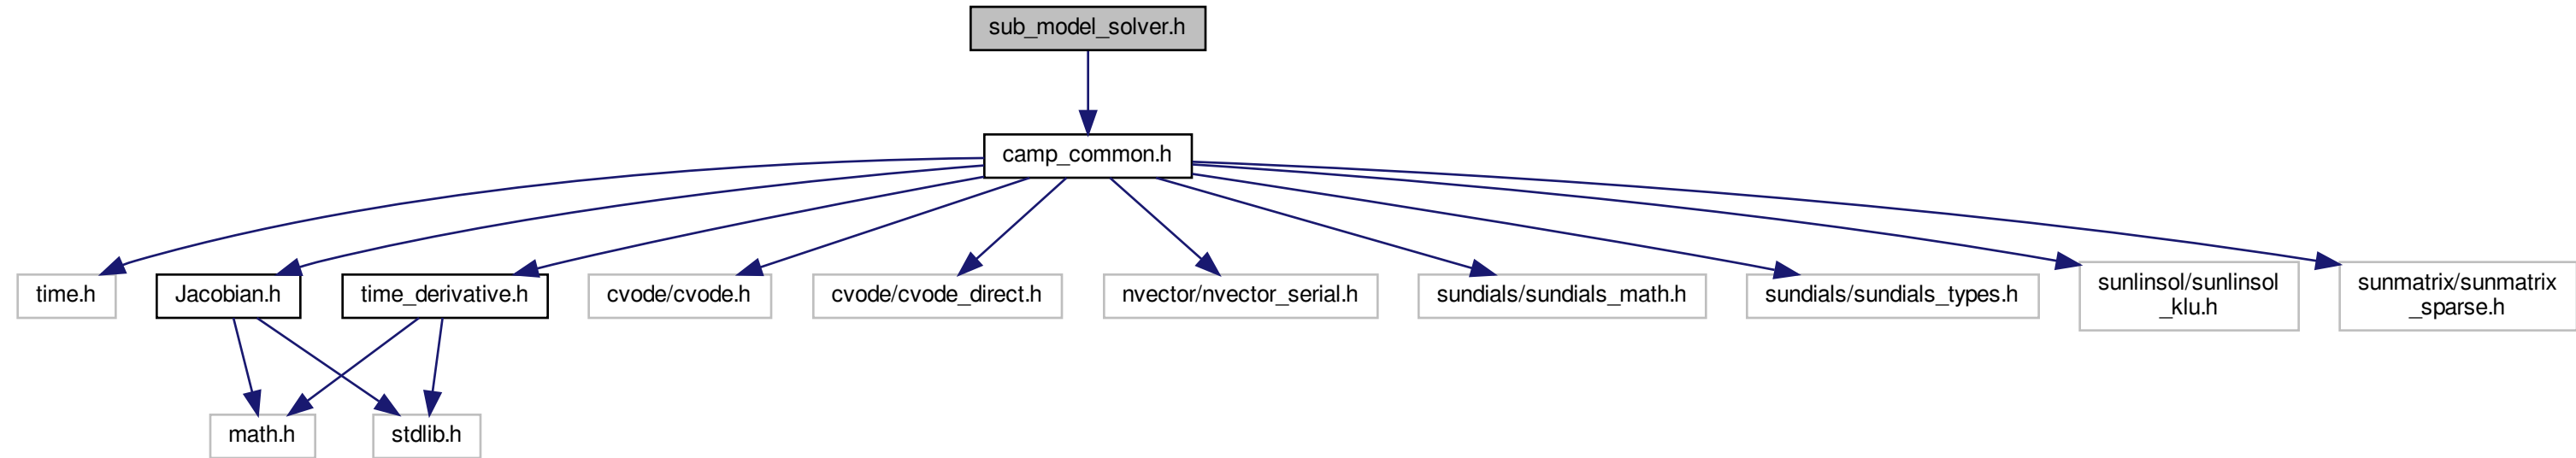 sub_model_solver.h
camp_common.h
time.h
Jacobian.h
time_derivative.h
cvode/cvode.h
cvode/cvode_direct.h
nvector/nvector_serial.h
sundials/sundials_math.h
sundials/sundials_types.h
sunlinsol/sunlinsol
_klu.h
sunmatrix/sunmatrix
_sparse.h
math.h
stdlib.h